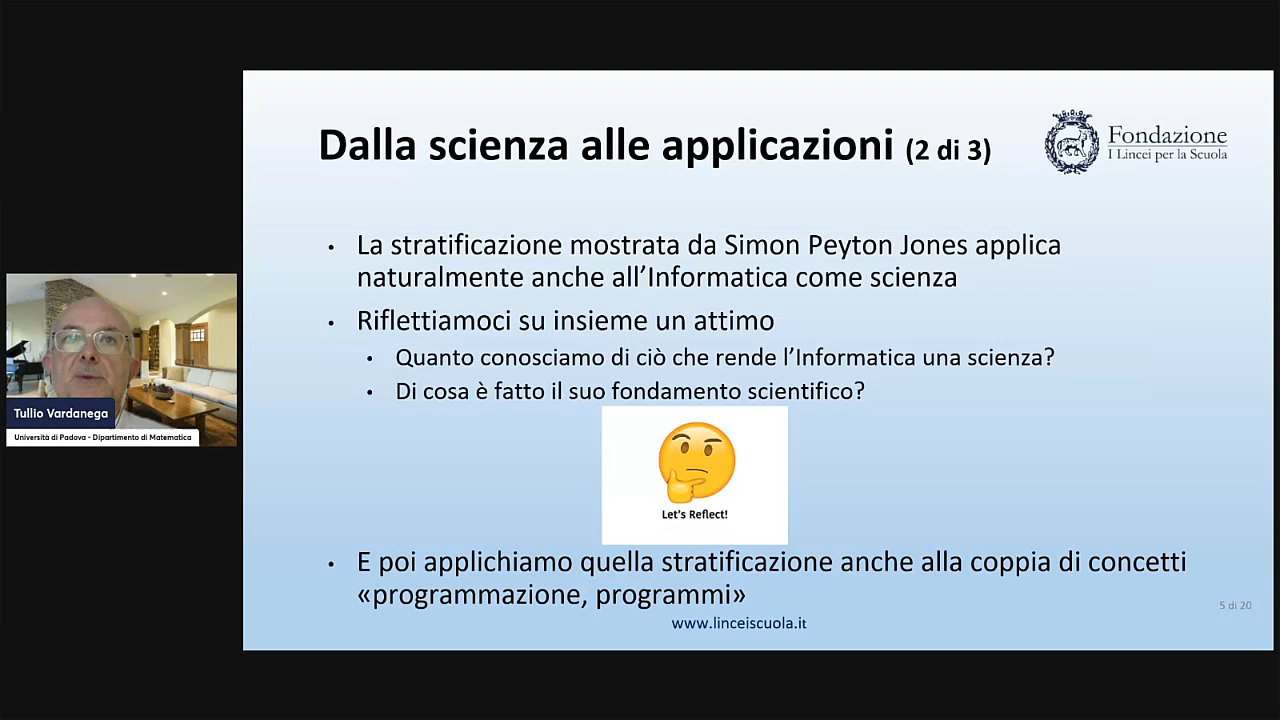 Dalla scienza alle applicazioni (2 di 3)
Fondazione
I Lincei per la Scuola
• La stratificazione mostrata da Simon Peyton Jones applica
naturalmente anche all’Informatica come scienza
• Riflettiamoci su insieme un attimo
• Quanto conosciamo di ciò che rende l’Informatica una scienza?
• Di cosa è fatto il suo fondamento scientifico?
Let’s Reflect!
• E poi applichiamo quella stratificazione anche alla coppia di concetti
«programmazione, programmi»
5 di 20
www.linceiscuola.it
Tullio Vardanega
Università di Padova - Dipartimento di Matematica